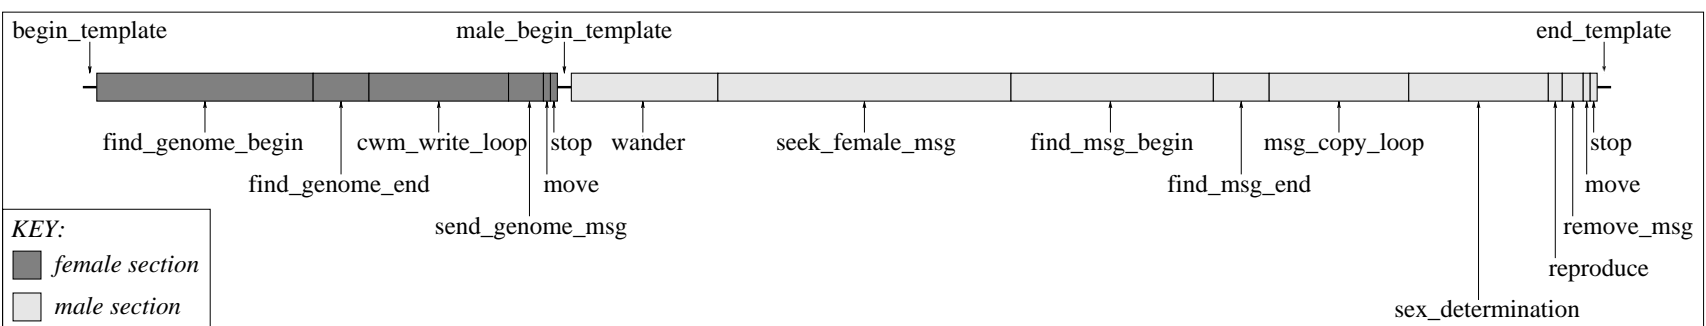 begin_template male_begin_template end_template
find_genome_begin cwm_write_loop stop wander seek_female_msg find_msg_begin msg_copy_loop stop
find_genome_end move find_msg_end move
send_genome_msg remove_msg
KEY:
female section
reproduce
male section
sex_determination